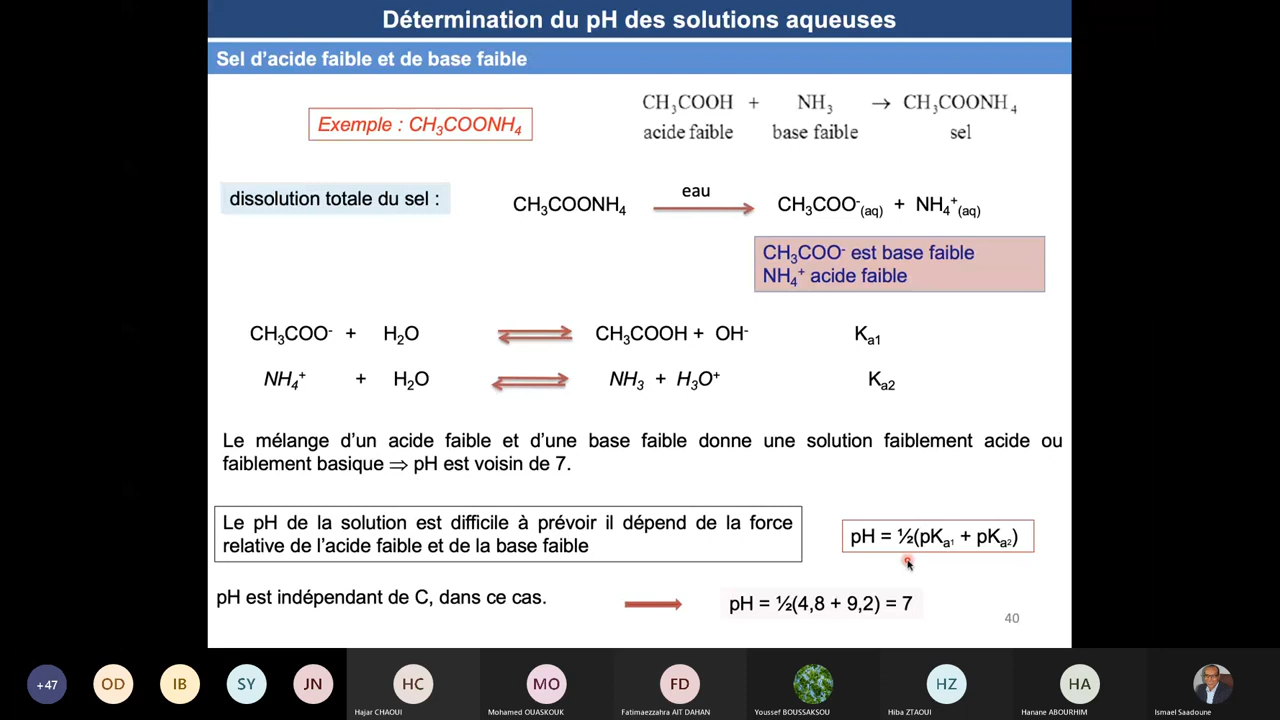 Détermination du pH des solutions aqueuses
Sel d'acide faible et de base faible
CH₃COOH + NH₃ → CH₃COONH₄
acide faible base faible sel
Exemple : CH₃COONH₄
dissolution totale du sel :
eau
CH₃COONH₄ ⟶ CH₃COO⁻(aq) + NH₄⁺(aq)
CH₃COO⁻ est base faible
NH₄⁺ acide faible
CH₃COO⁻ + H₂O ⇌ CH₃COOH + OH⁻ Ka1
NH₄⁺ + H₂O ⇌ NH₃ + H₃O⁺ Ka2
Le mélange d'un acide faible et d'une base faible donne une solution faiblement acide ou
faiblement basique ⇒ pH est voisin de 7.
Le pH de la solution est difficile à prévoir il dépend de la force
relative de l'acide faible et de la base faible
pH = ½(pKa1 + pKa2)
pH est indépendant de C, dans ce cas.
pH = ½(4,8 + 9,2) = 7
40
+47 OD IB SY JN HC MO FD HZ HA
Hajar CHAOUI Mohamed OUASKOUK Fatimaezzahra AIT DAHAN Youssef BOUSSAKSOU Hiba ZTAOUI Hanane ABOURHIM Ismael Saadoune